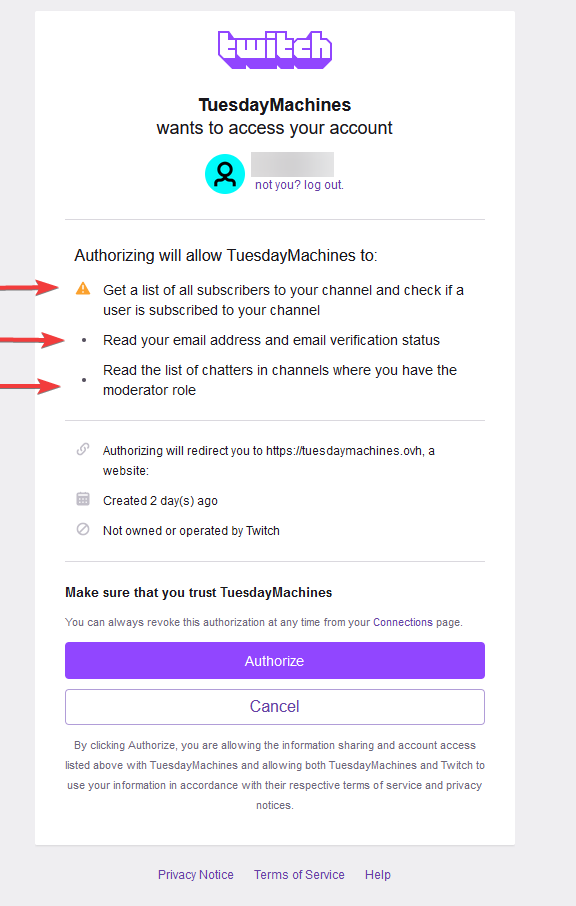 twitch
TuesdayMachines
wants to access your account
not you? log out.
Authorizing will allow TuesdayMachines to:
Get a list of all subscribers to your channel and check if a
user is subscribed to your channel
Read your email address and email verification status
Read the list of chatters in channels where you have the
moderator role
Authorizing will redirect you to https://tuesdaymachines.ovh, a
website:
Created 2 day(s) ago
Not owned or operated by Twitch
Make sure that you trust TuesdayMachines
You can always revoke this authorization at any time from your Connections page.
Authorize
Cancel
By clicking Authorize, you are allowing the information sharing and account access
listed above with TuesdayMachines and allowing both TuesdayMachines and Twitch to
use your information in accordance with their respective terms of service and privacy
notices.
Privacy Notice Terms of Service Help